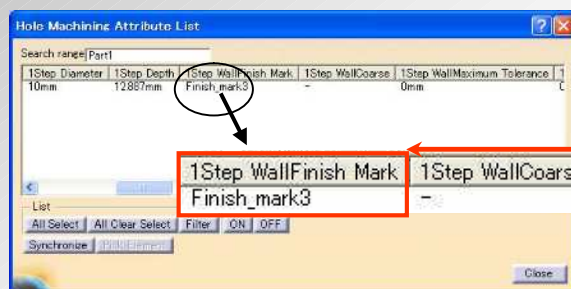 Hole Machining Attribute List
Search range Part1
1Step Diameter 1Step Depth 1Step WallFinish Mark 1Step WallCoarse 1Step WallMaximum Tolerance 1
10mm 12.867mm Finish_mark3 - 0mm
1Step WallFinish Mark 1Step WallCoars
Finish_mark3 -
List
All Select All Clear Select Filter ON OFF
Synchronize
Close